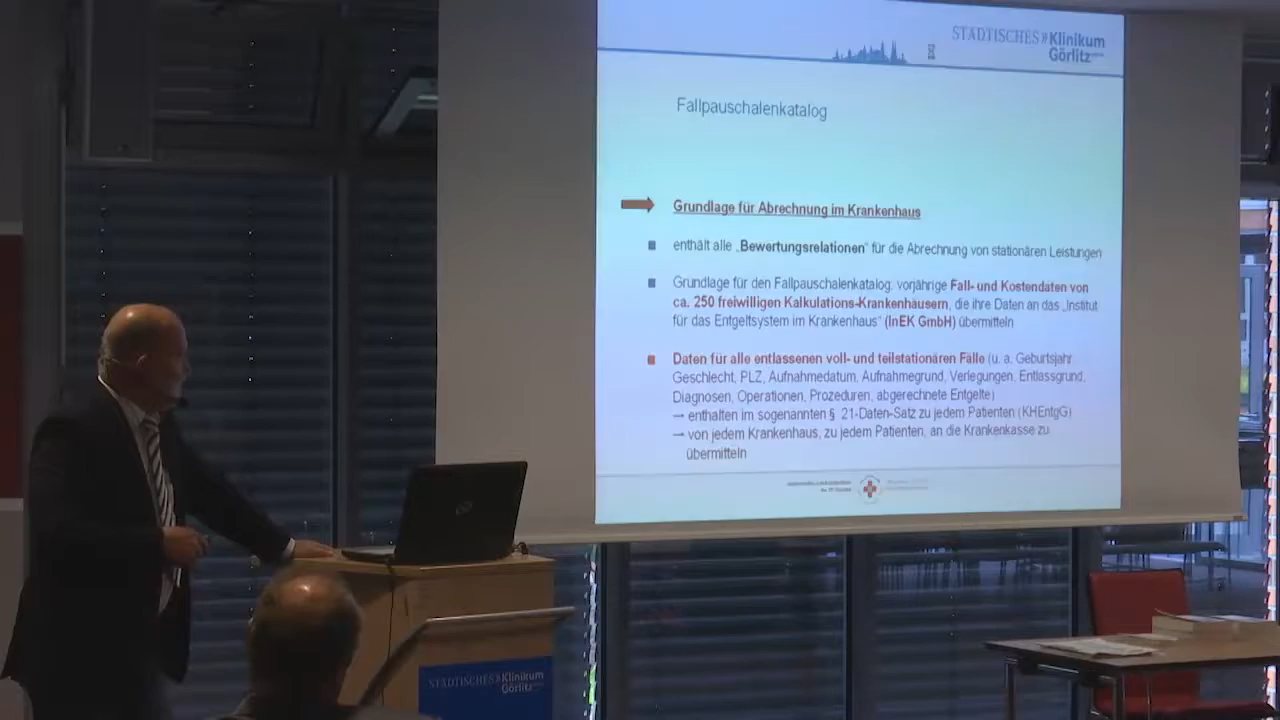 STÄDTISCHES Klinikum
Görlitz
Fallpauschalenkatalog
Grundlage für Abrechnung im Krankenhaus
enthält alle „Bewertungsrelationen“ für die Abrechnung von stationären Leistungen
Grundlage für den Fallpauschalenkatalog: vorjährige Fall- und Kostendaten von
ca. 250 freiwilligen Kalkulations-Krankenhäusern, die ihre Daten an das „Institut
für das Entgeltsystem im Krankenhaus“ (InEK GmbH) übermitteln
Daten für alle entlassenen voll- und teilstationären Fälle (u. a. Geburtsjahr
Geschlecht, PLZ, Aufnahmedatum, Aufnahmegrund, Verlegungen, Entlassgrund,
Diagnosen, Operationen, Prozeduren, abgerechnete Entgelte)
→ enthalten im sogenannten § 21-Daten-Satz zu jedem Patienten (KHEntgG)
→ von jedem Krankenhaus, zu jedem Patienten, an die Krankenkasse zu
übermitteln
STÄDTISCHES Klinikum
Görlitz